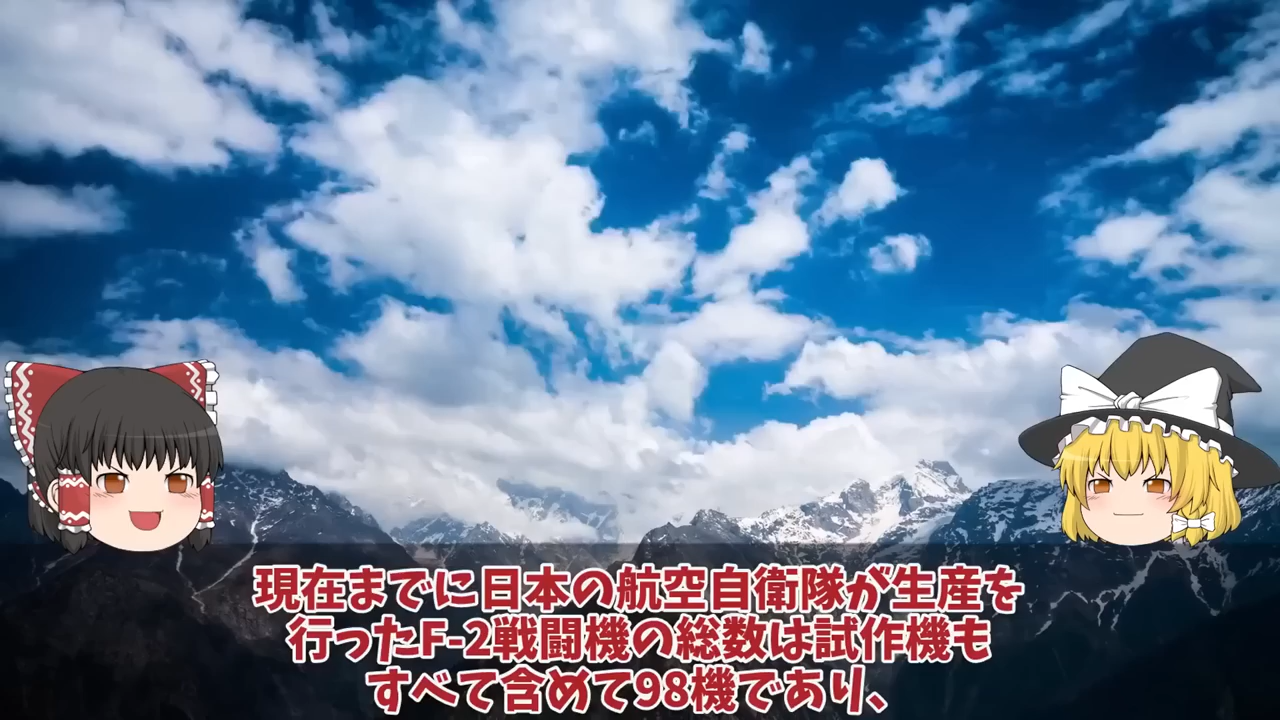 現在までに日本の航空自衛隊が生産を
行ったF-2戦闘機の総数は試作機も
すべて含めて98機であり、